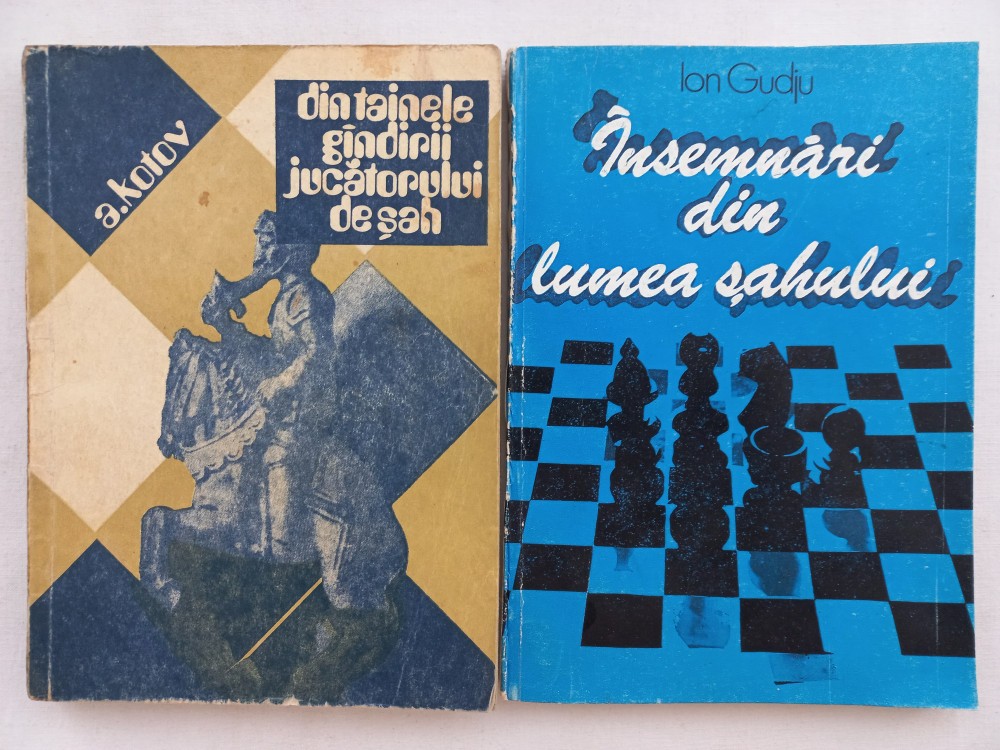 a.kotov
din tainele
gîndirii
jucătorului
de şah
Ion Gudju
Însemnări
din
lumea şahului